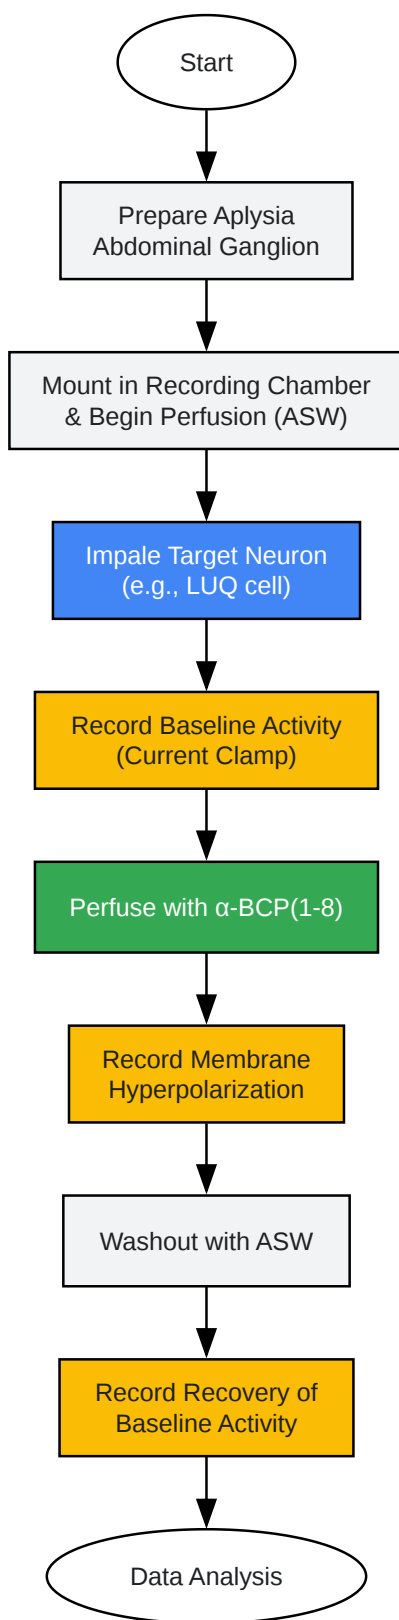 Start
Prepare Aplysia
Abdominal Ganglion
Mount in Recording Chamber
& Begin Perfusion (ASW)
Impale Target Neuron
(e.g., LUQ cell)
Record Baseline Activity
(Current Clamp)
Perfuse with α-BCP(1-8)
Record Membrane
Hyperpolarization
Washout with ASW
Record Recovery of
Baseline Activity
Data Analysis